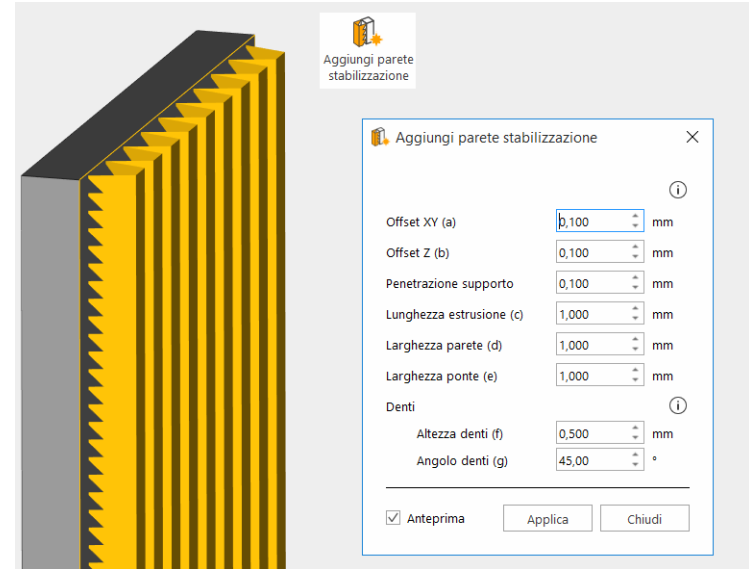 Aggiungi parete
stabilizzazione
Aggiungi parete stabilizzazione
Offset XY (a) 0,100 mm
Offset Z (b) 0,100 mm
Penetrazione supporto 0,100 mm
Lunghezza estrusione (c) 1,000 mm
Larghezza parete (d) 1,000 mm
Larghezza ponte (e) 1,000 mm
Denti
Altezza denti (f) 0,500 mm
Angolo denti (g) 45,00 °
Anteprima Applica Chiudi